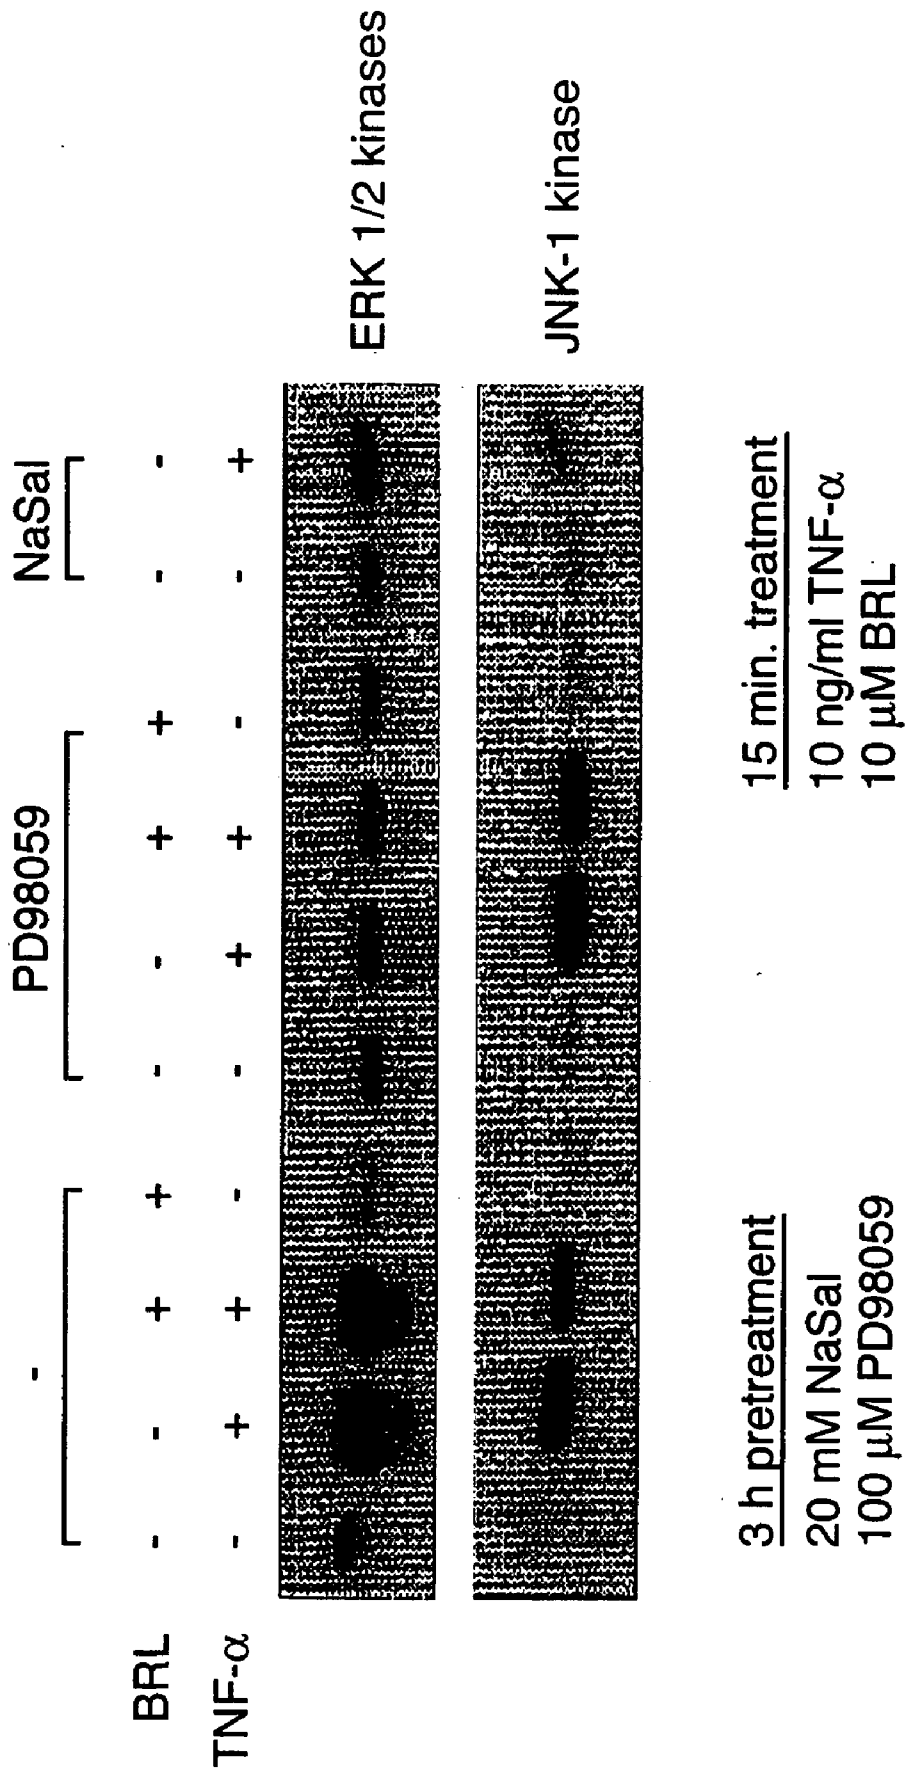 - PD98059 NaSal
BRL - - + + - - + + - -
TNF-α - + + - - + + - - +
ERK 1/2 kinases
JNK-1 kinase
3 h pretreatment 15 min. treatment
20 mM NaSal 10 ng/ml TNF-α
100 μM PD98059 10 μM BRL